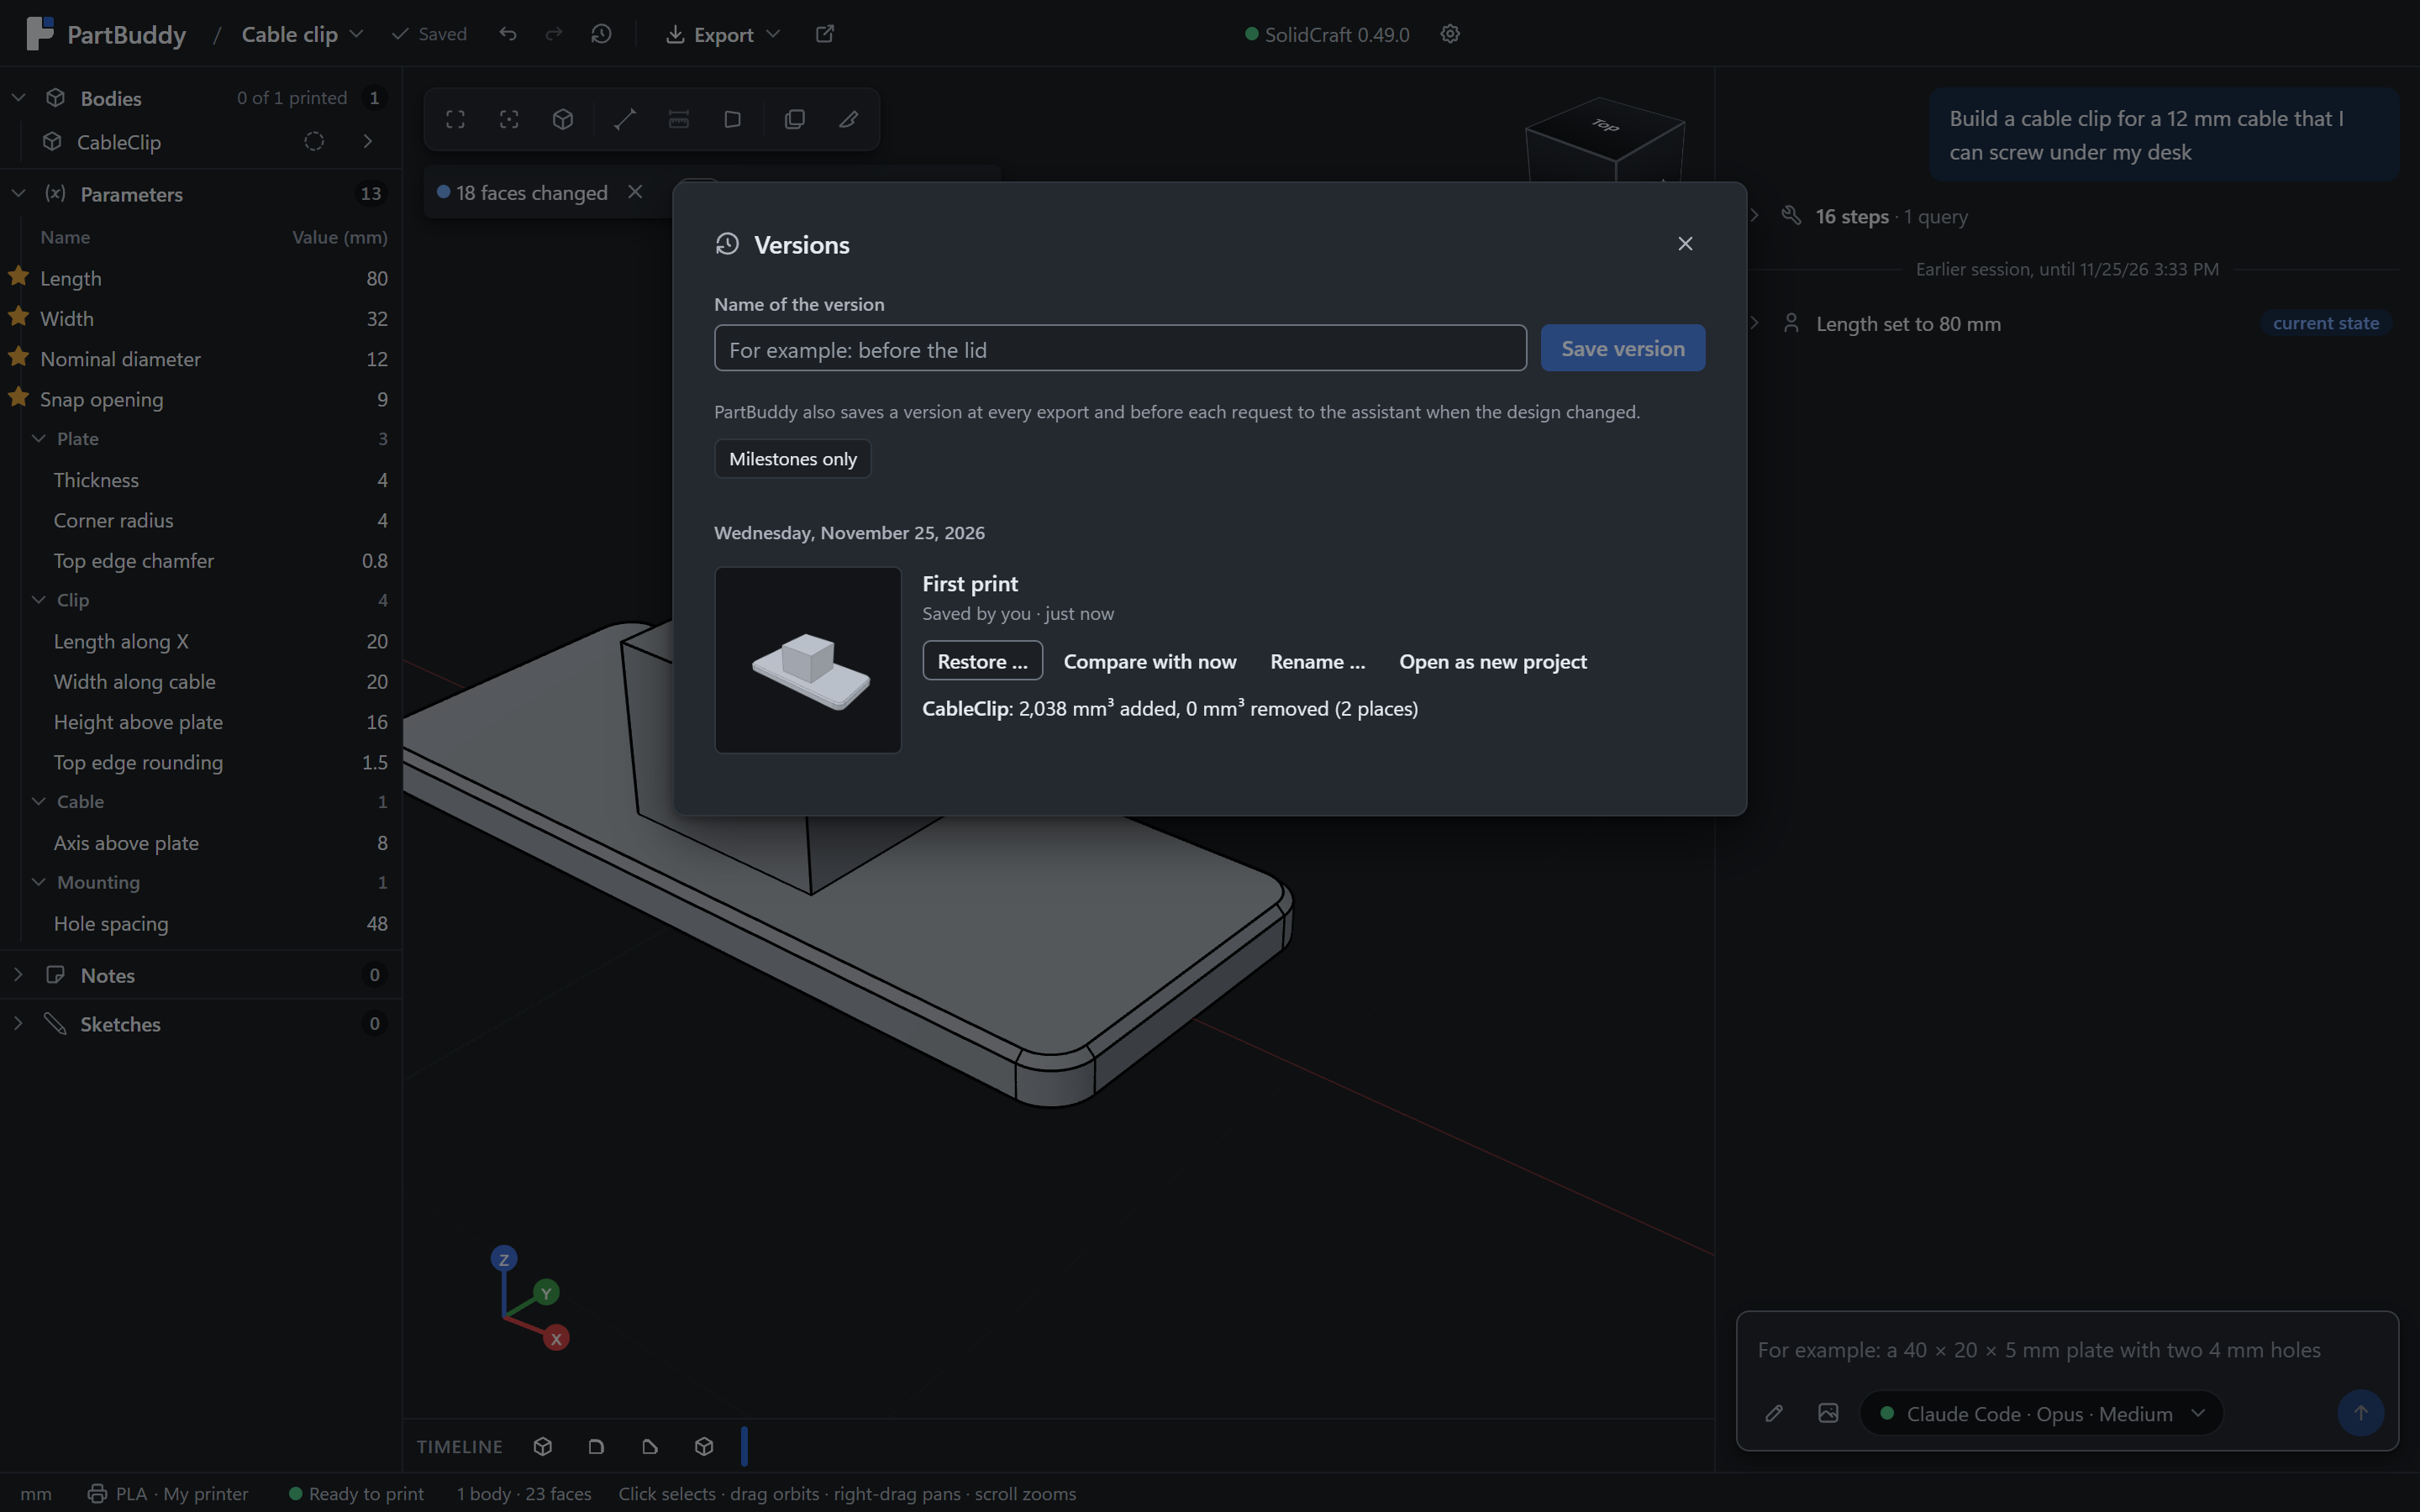 PartBuddy / Cable clip Saved Export SolidCraft 0.49.0
Bodies 0 of 1 printed 1
CableClip
Parameters 13
Name Value (mm)
Length 80
Width 32
Nominal diameter 12
Snap opening 9
Plate 3
Thickness 4
Corner radius 4
Top edge chamfer 0.8
Clip 4
Length along X 20
Width along cable 20
Height above plate 16
Top edge rounding 1.5
Cable 1
Axis above plate 8
Mounting 1
Hole spacing 48
Notes 0
Sketches 0
18 faces changed
Top
Versions
Name of the version
For example: before the lid
Save version
PartBuddy also saves a version at every export and before each request to the assistant when the design changed.
Milestones only
Wednesday, November 25, 2026
First print
Saved by you · just now
Restore ... Compare with now Rename ... Open as new project
CableClip: 2,038 mm³ added, 0 mm³ removed (2 places)
Z
Y
X
TIMELINE
Build a cable clip for a 12 mm cable that I
can screw under my desk
16 steps · 1 query
Earlier session, until 11/25/26 3:33 PM
Length set to 80 mm current state
For example: a 40 × 20 × 5 mm plate with two 4 mm holes
Claude Code · Opus · Medium
mm PLA · My printer Ready to print 1 body · 23 faces Click selects · drag orbits · right-drag pans · scroll zooms